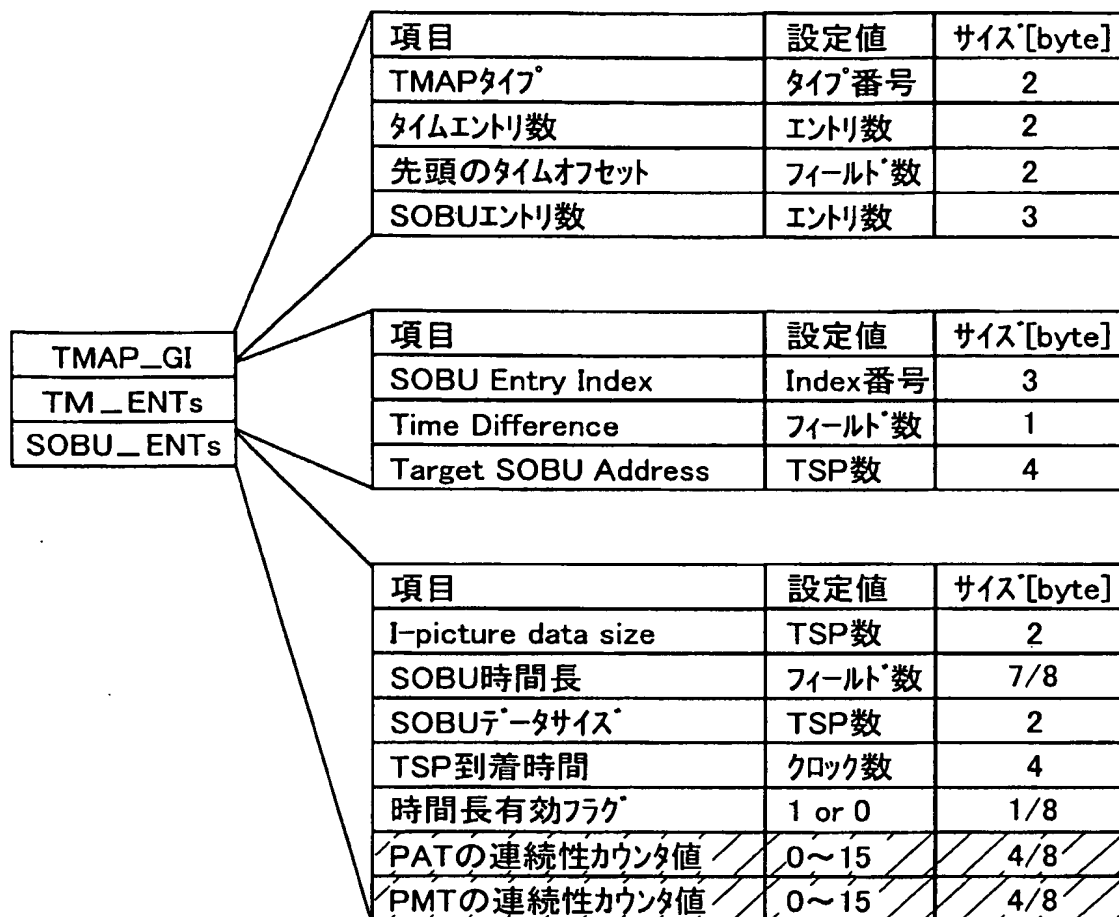 項目 設定値 サイズ[byte]
TMAPタイプ タイプ番号 2
タイムエントリ数 エントリ数 2
先頭のタイムオフセット フィールド数 2
SOBUエントリ数 エントリ数 3
TMAP_GI
TM_ENTs
SOBU_ENTs
項目 設定値 サイズ[byte]
SOBU Entry Index Index番号 3
Time Difference フィールド数 1
Target SOBU Address TSP数 4
項目 設定値 サイズ[byte]
I-picture data size TSP数 2
SOBU時間長 フィールド数 7/8
SOBUデータサイズ TSP数 2
TSP到着時間 クロック数 4
時間長有効フラグ 1 or 0 1/8
PATの連続性カウンタ値 0～15 4/8
PMTの連続性カウンタ値 0～15 4/8